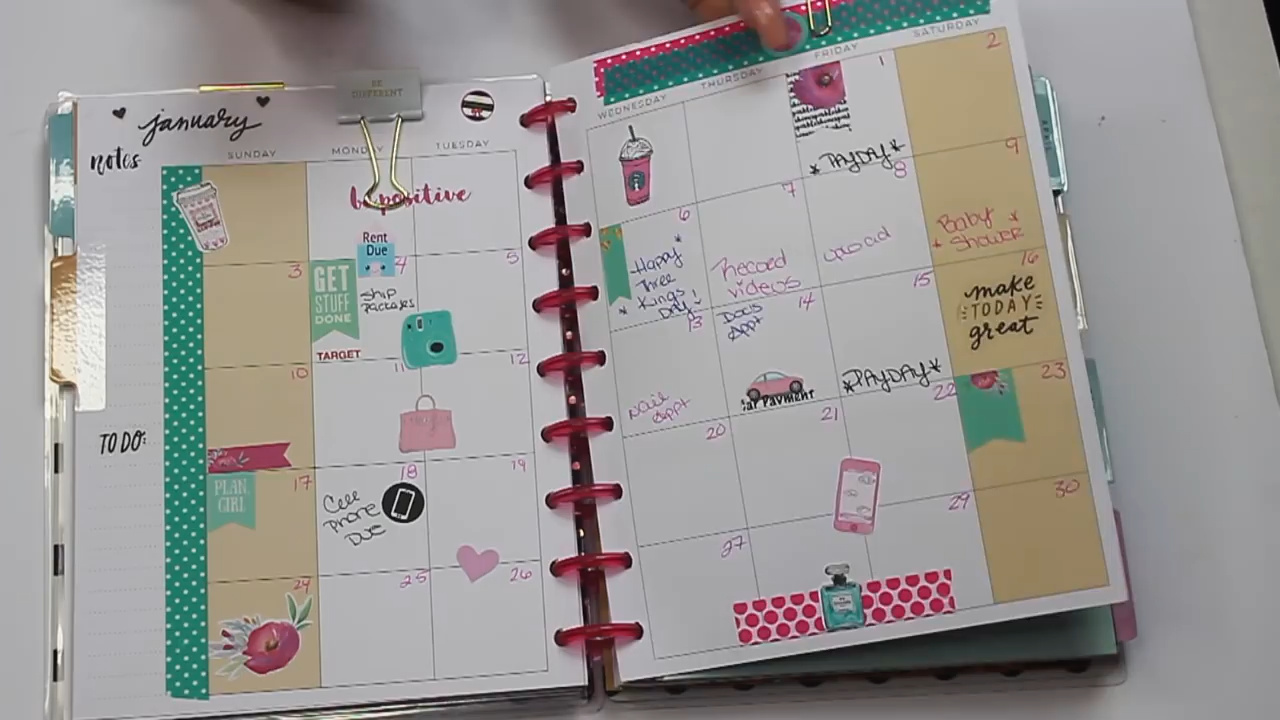 BE
DIFFERENT
january
notes
SUNDAY
MONDAY
TUESDAY
WEDNESDAY
THURSDAY
FRIDAY
SATURDAY
be positive
1
2
* PAYDAY *
3
Rent
Due
4
GET
STUFF
DONE
Ship
Packages
TARGET
5
6
* Happy
Three
Kings
* Day!
7
Record
videos
8
upload
9
Baby *
* Shower
10
11
12
13
Nail
Appt
14
Docs
Appt
Car Payment
15
*PAYDAY*
16
make
TODAY
great
TO DO:
17
PLAN,
GIRL
18
Cell
Phone
Due
19
20
21
22
23
24
25
26
27
29
30